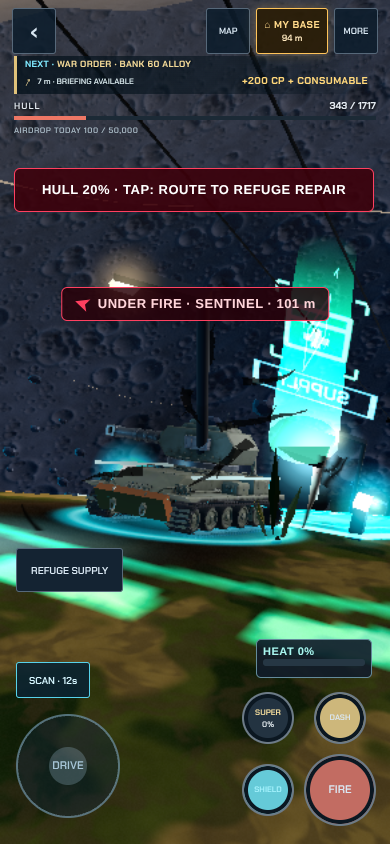 MAP
⌂ MY BASE
94 m
MORE
NEXT · WAR ORDER · BANK 60 ALLOY
7 m · BRIEFING AVAILABLE
+200 CP + CONSUMABLE
HULL
343 / 1717
AIRDROP TODAY 100 / 50,000
HULL 20% · TAP: ROUTE TO REFUGE REPAIR
UNDER FIRE · SENTINEL · 101 m
SUPPLY
REFUGE SUPPLY
HEAT 0%
SCAN · 12s
SUPER
0%
DASH
DRIVE
SHIELD
FIRE